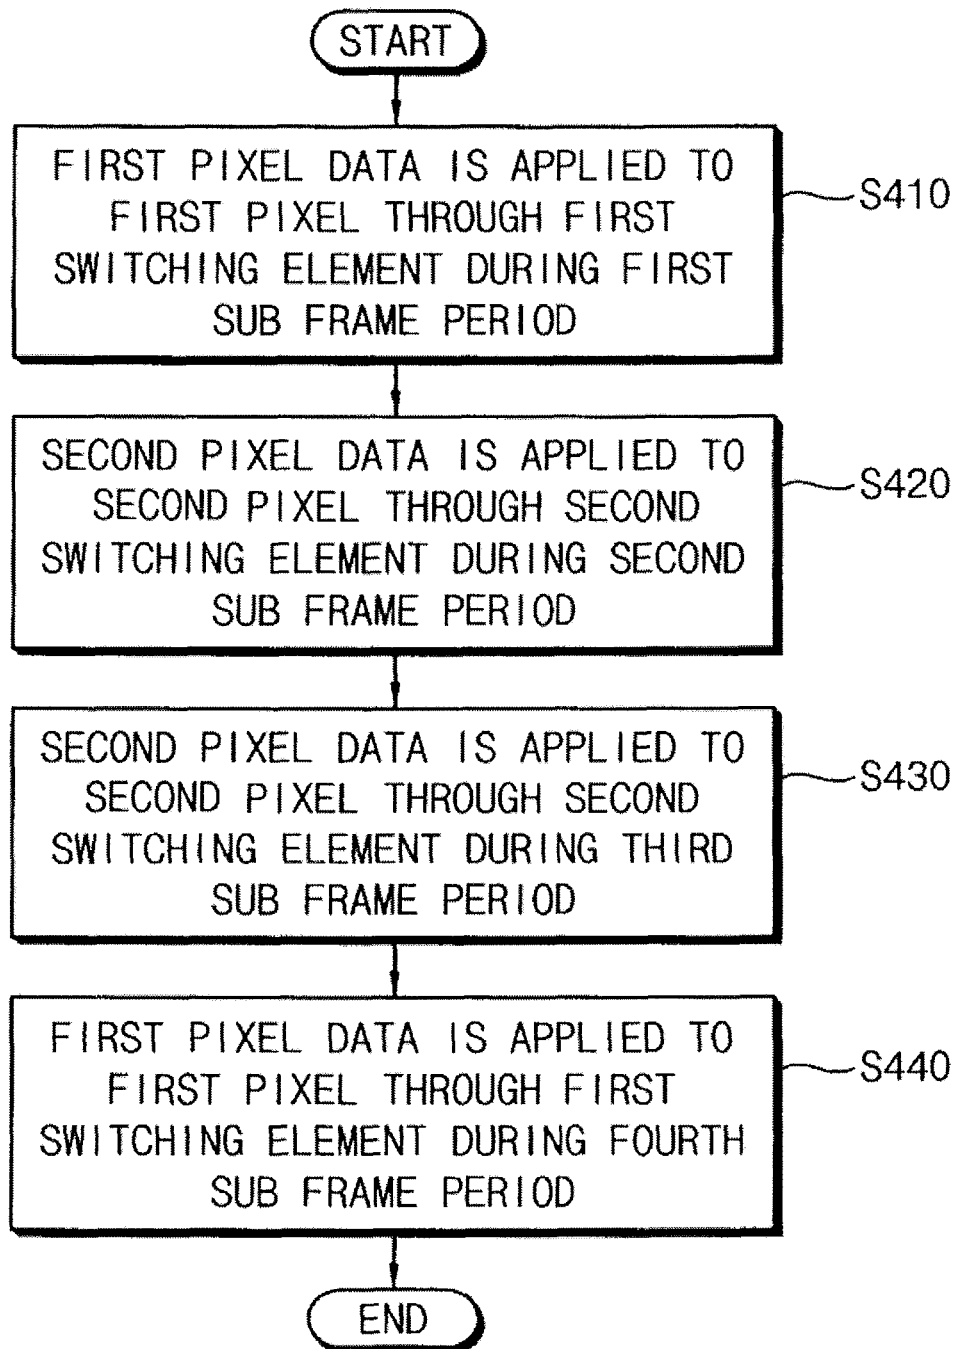 START
FIRST PIXEL DATA IS APPLIED TO
FIRST PIXEL THROUGH FIRST
SWITCHING ELEMENT DURING FIRST
SUB FRAME PERIOD
S410
SECOND PIXEL DATA IS APPLIED TO
SECOND PIXEL THROUGH SECOND
SWITCHING ELEMENT DURING SECOND
SUB FRAME PERIOD
S420
SECOND PIXEL DATA IS APPLIED TO
SECOND PIXEL THROUGH SECOND
SWITCHING ELEMENT DURING THIRD
SUB FRAME PERIOD
S430
FIRST PIXEL DATA IS APPLIED TO
FIRST PIXEL THROUGH FIRST
SWITCHING ELEMENT DURING FOURTH
SUB FRAME PERIOD
S440
END